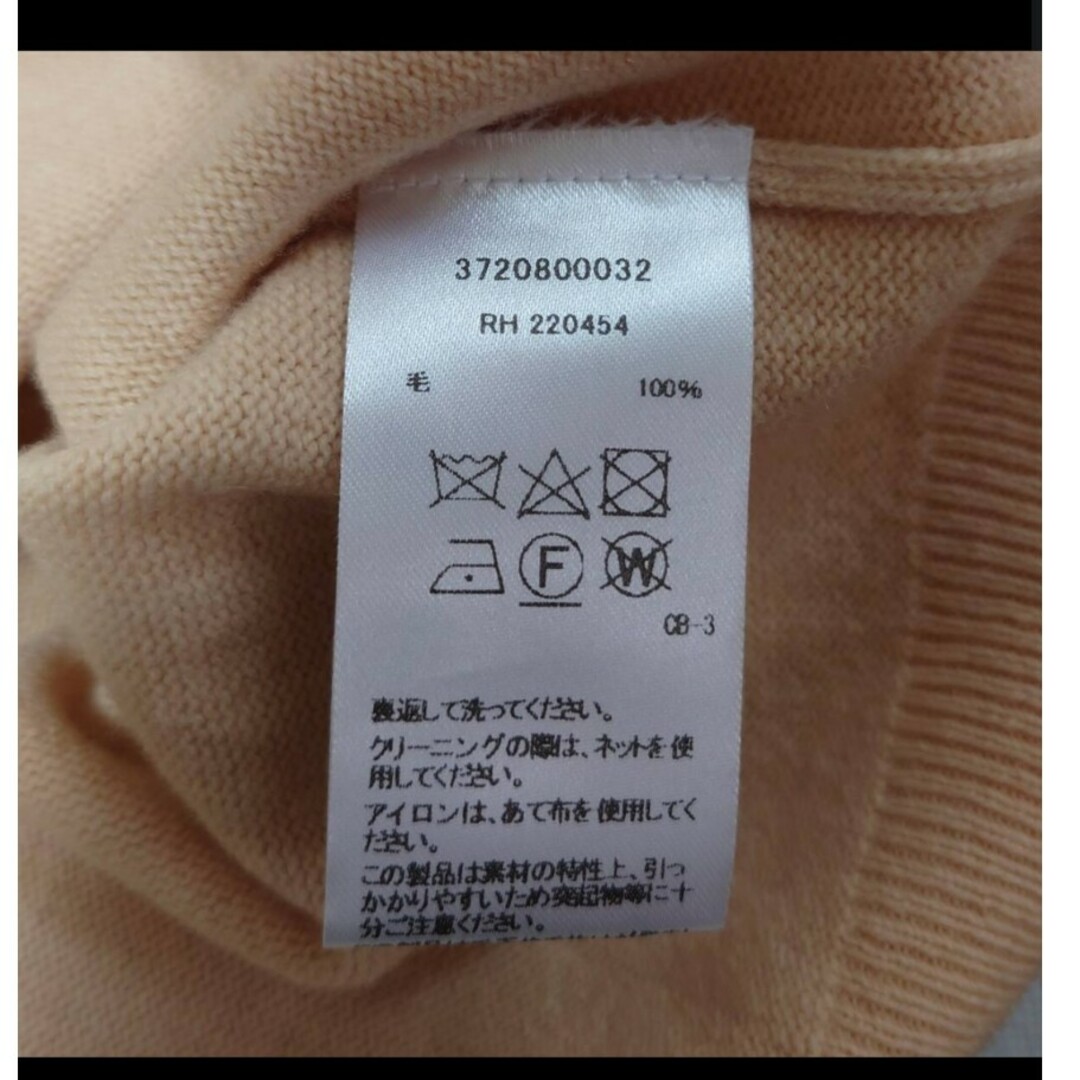 3720800032
RH 220454
毛 100%
F W
CB-3
裏返して洗ってください。
クリーニングの際は、ネットを使
用してください。
アイロンは、あて布を使用してく
ださい。
この製品は素材の特性上、引っ
かかりやすいため突起物等に十
分ご注意ください。